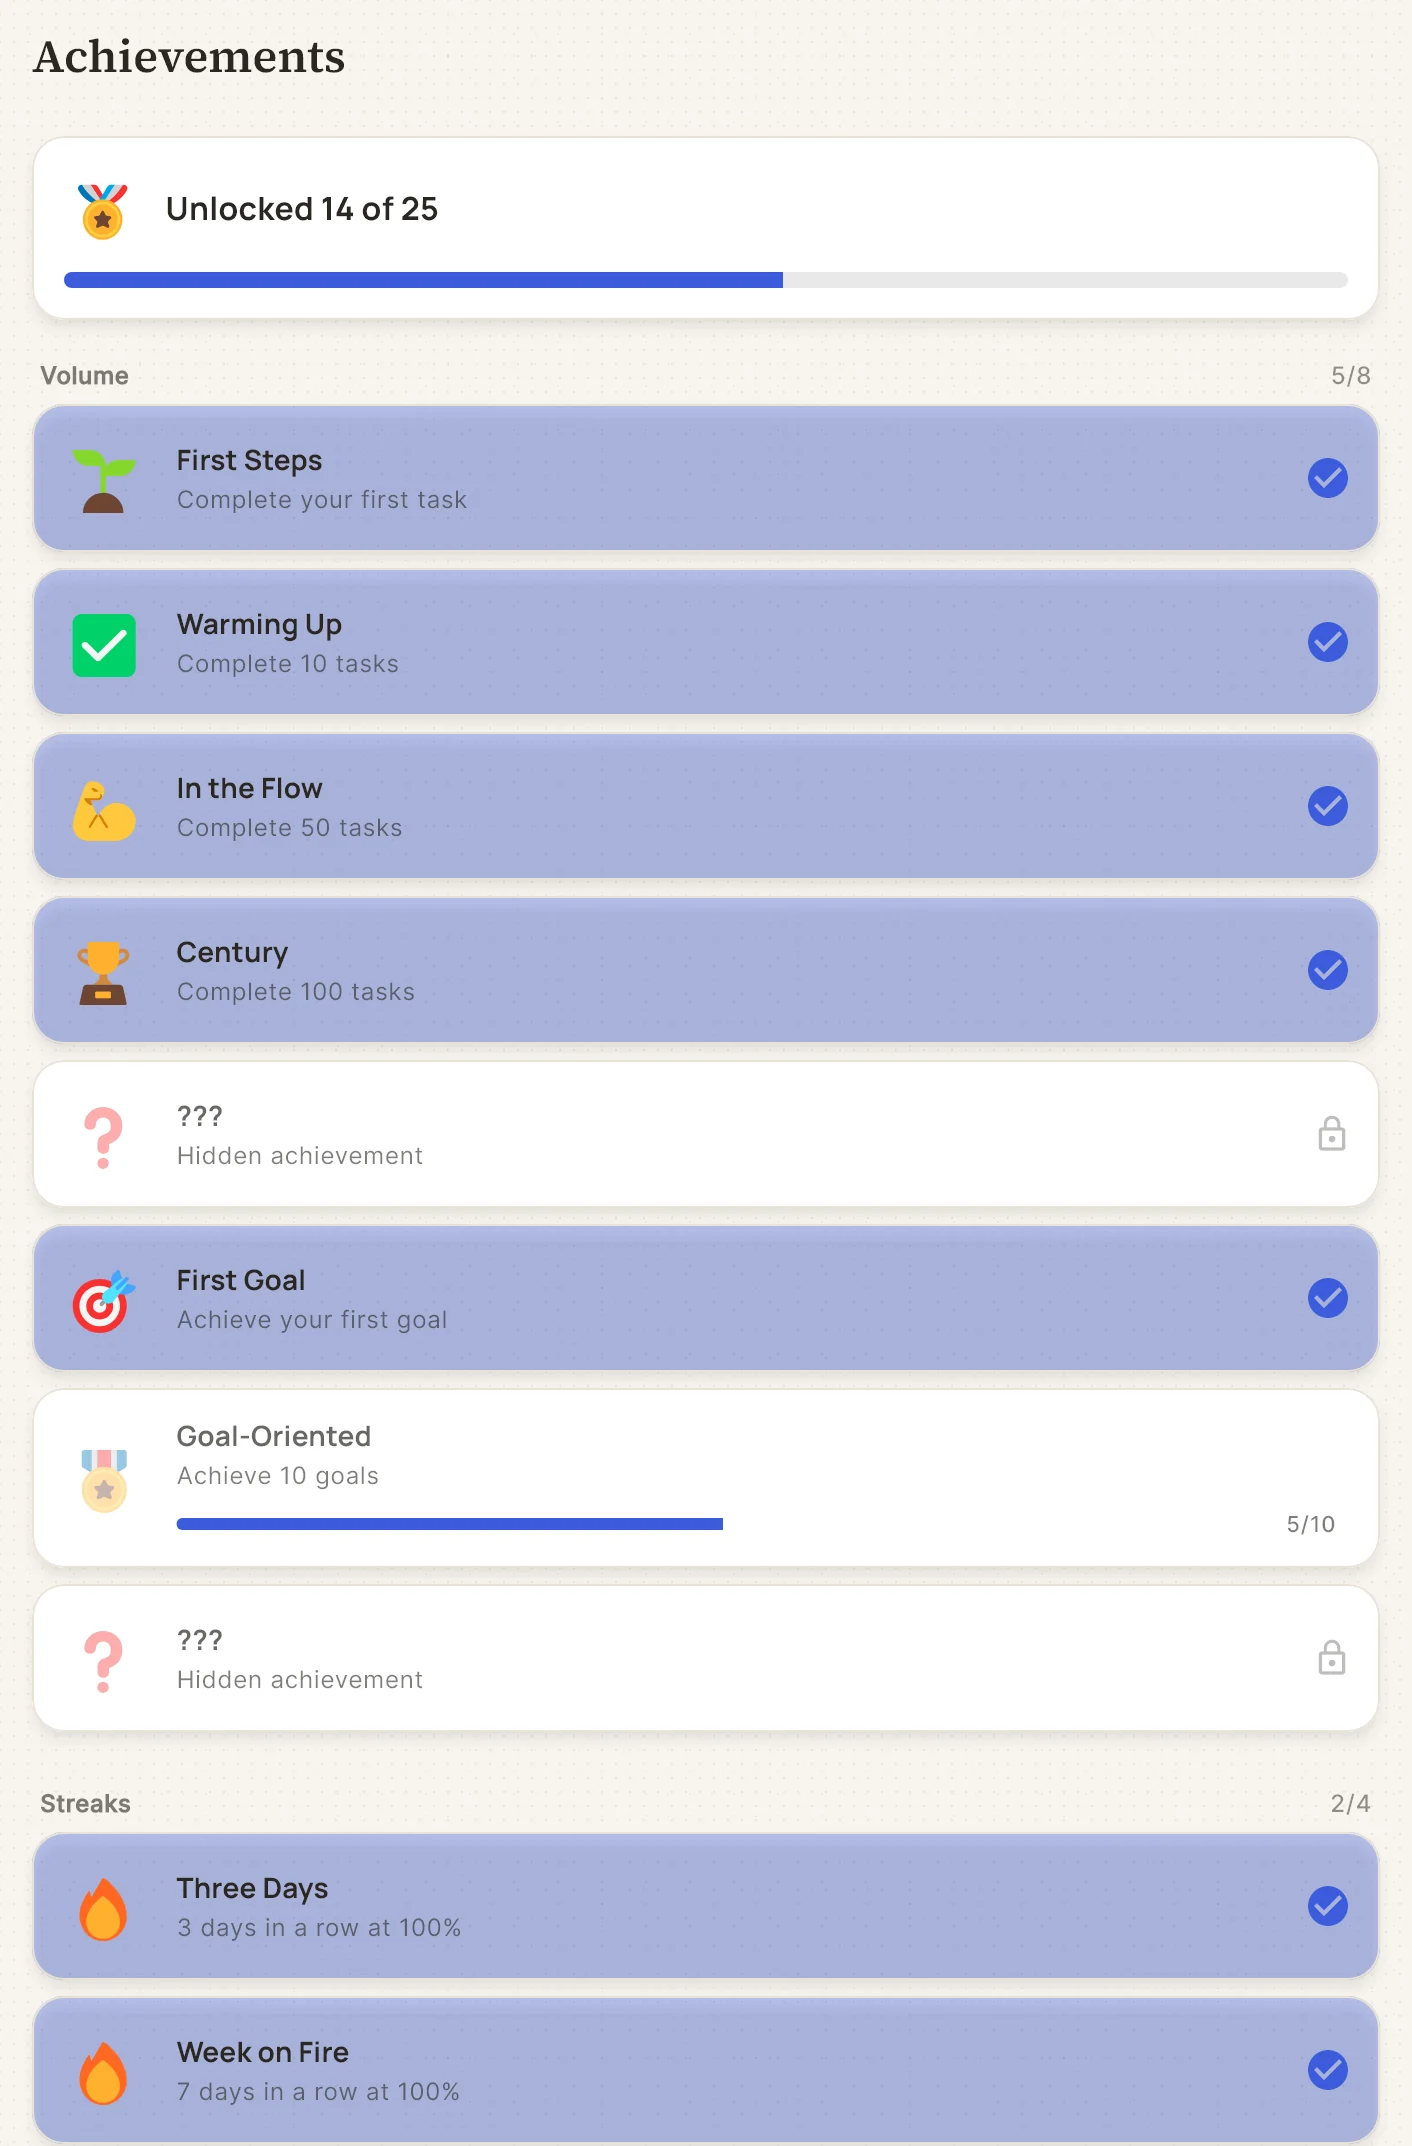 Achievements
Unlocked 14 of 25
Volume 5/8
First Steps
Complete your first task
Warming Up
Complete 10 tasks
In the Flow
Complete 50 tasks
Century
Complete 100 tasks
???
Hidden achievement
First Goal
Achieve your first goal
Goal-Oriented
Achieve 10 goals
5/10
???
Hidden achievement
Streaks 2/4
Three Days
3 days in a row at 100%
Week on Fire
7 days in a row at 100%